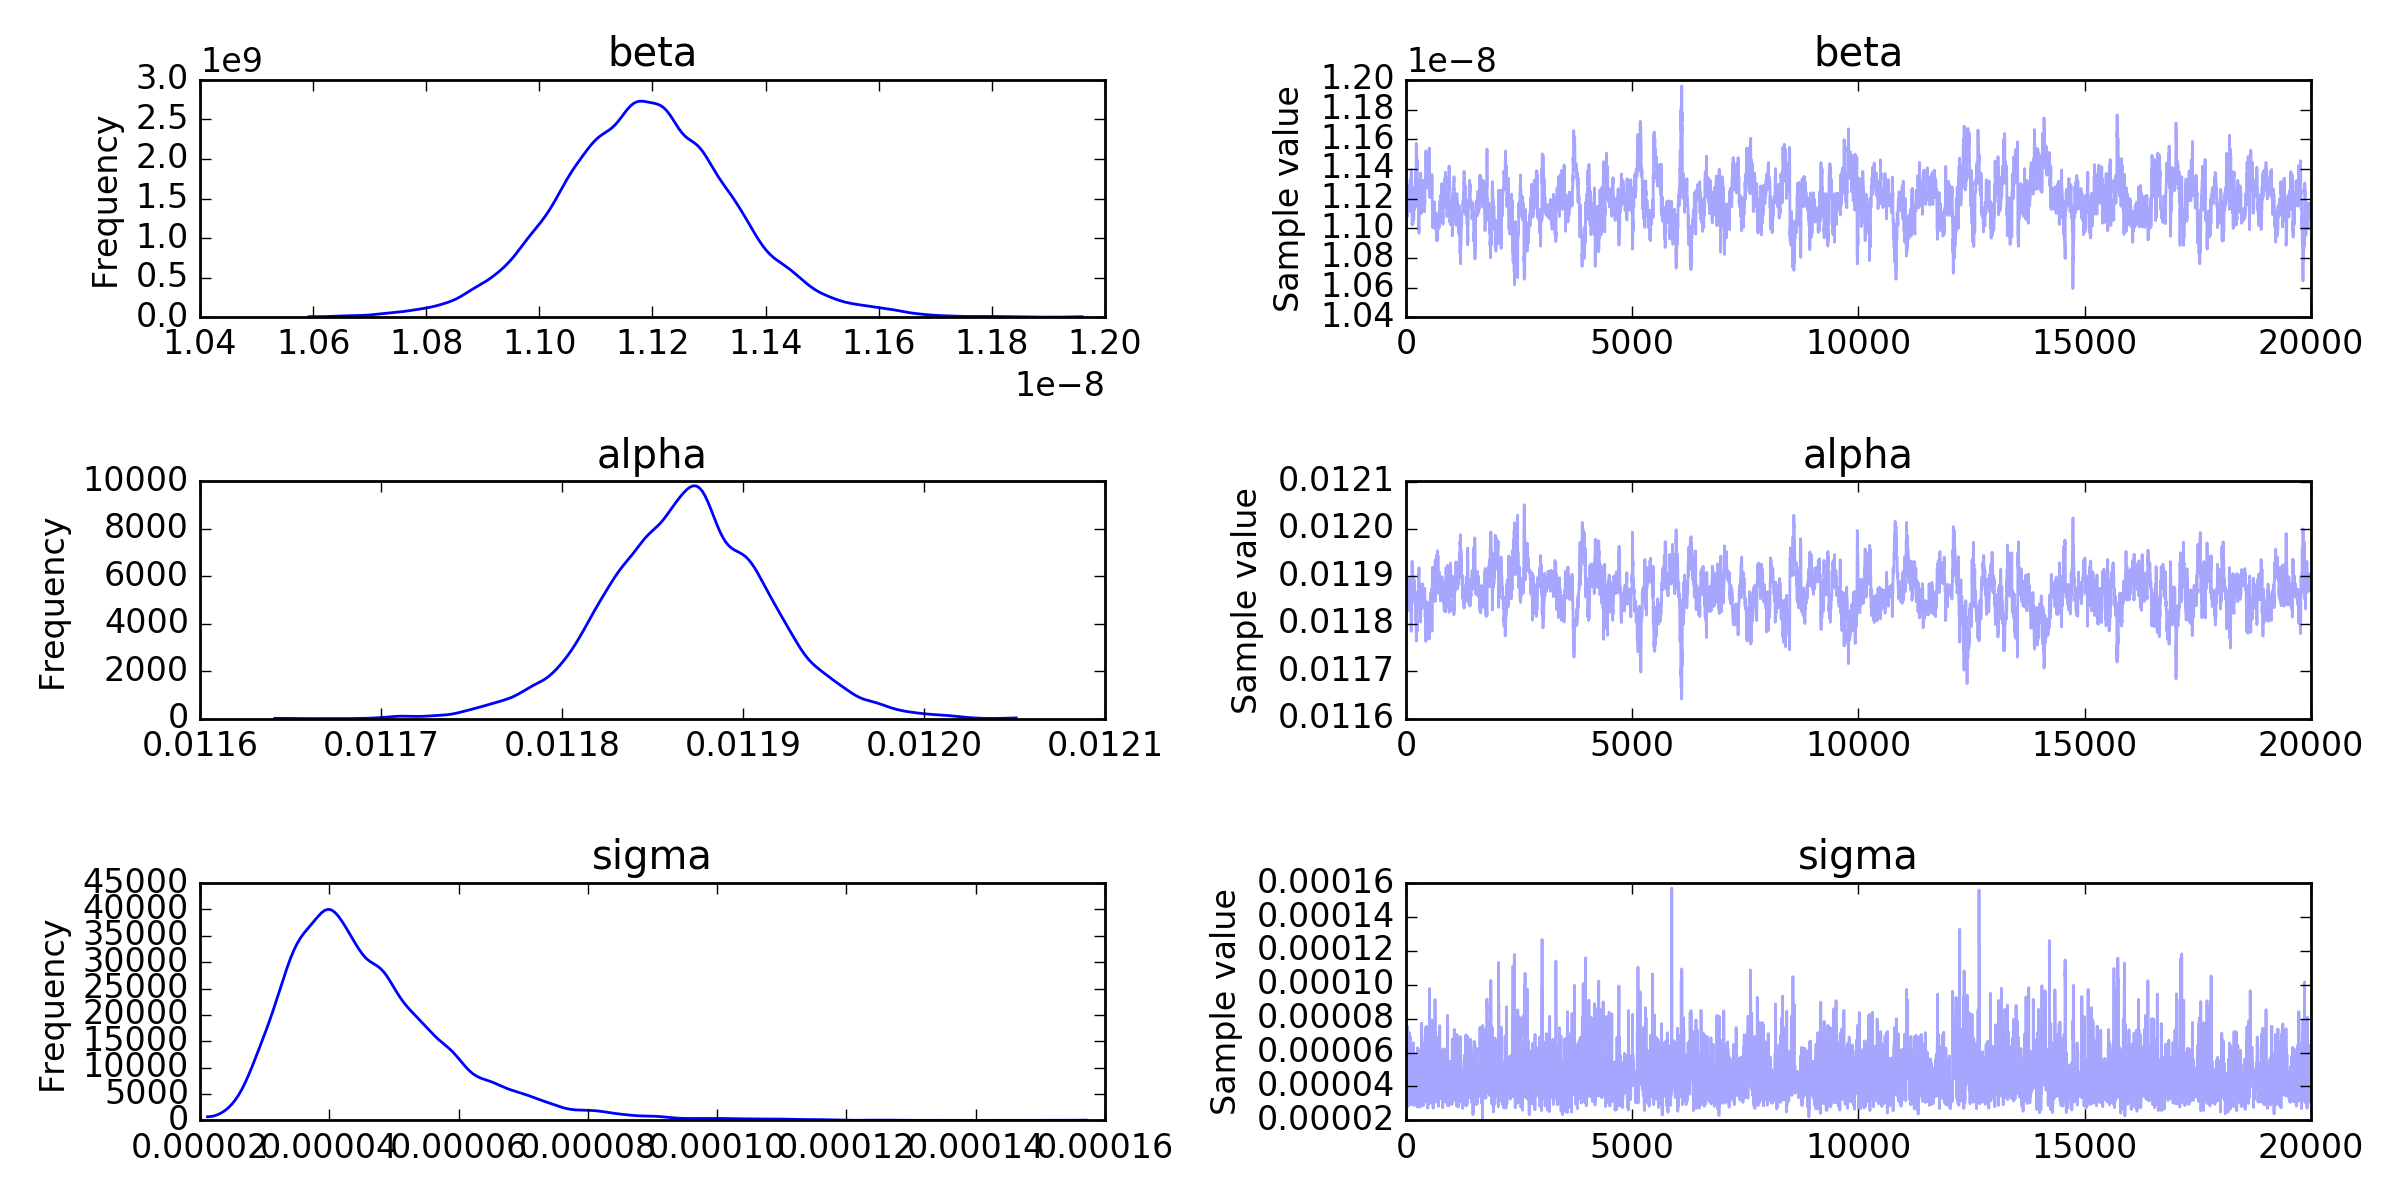 beta
1e9
Frequency
3.0
2.5
2.0
1.5
1.0
0.5
0.0
1.04 1.06 1.08 1.10 1.12 1.14 1.16 1.18 1.20
1e−8
beta
1e−8
Sample value
1.20
1.18
1.16
1.14
1.12
1.10
1.08
1.06
1.04
0 5000 10000 15000 20000
alpha
Frequency
10000
8000
6000
4000
2000
0
0.0116 0.0117 0.0118 0.0119 0.0120 0.0121
alpha
Sample value
0.0121
0.0120
0.0119
0.0118
0.0117
0.0116
0 5000 10000 15000 20000
sigma
Frequency
45000
40000
35000
30000
25000
20000
15000
10000
5000
0
0.00002 0.00004 0.00006 0.00008 0.00010 0.00012 0.00014 0.00016
sigma
Sample value
0.00016
0.00014
0.00012
0.00010
0.00008
0.00006
0.00004
0.00002
0 5000 10000 15000 20000